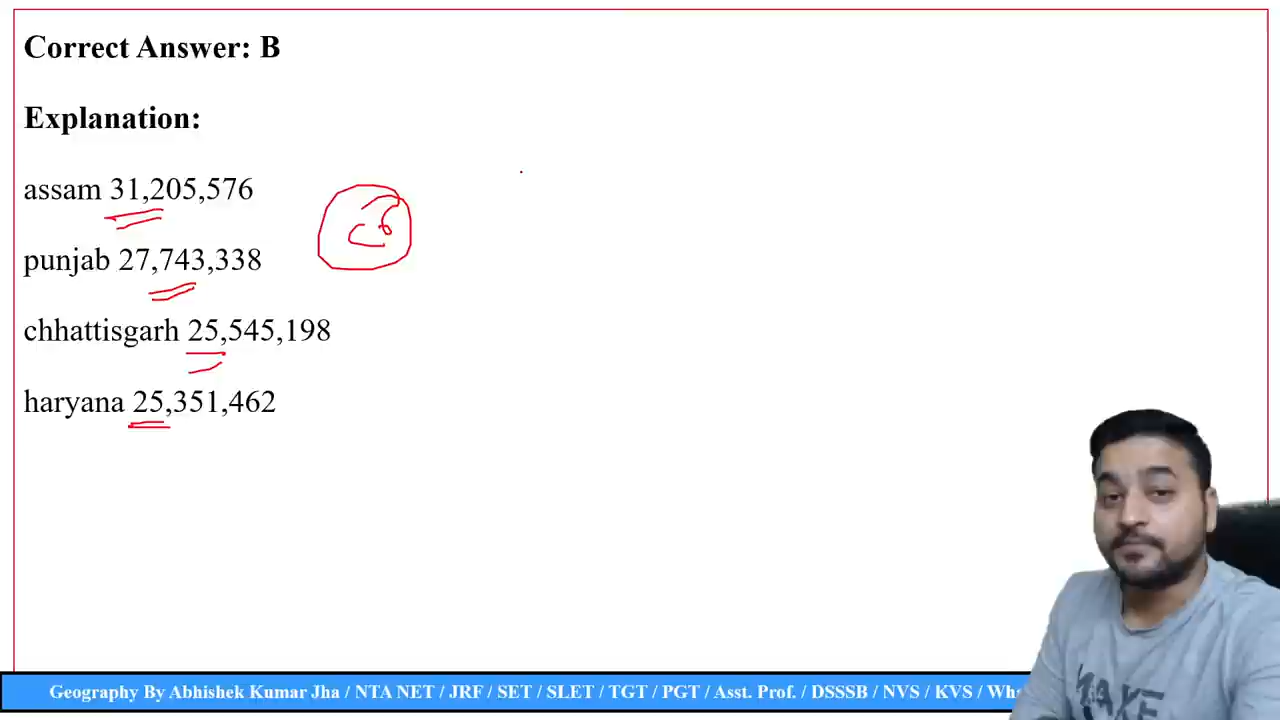 Correct Answer: B
Explanation:
assam 31,205,576
punjab 27,743,338
chhattisgarh 25,545,198
haryana 25,351,462
Geography By Abhishek Kumar Jha / NTA NET / JRF / SET / SLET / TGT / PGT / Asst. Prof. / DSSSB / NVS / KVS /
MAKE